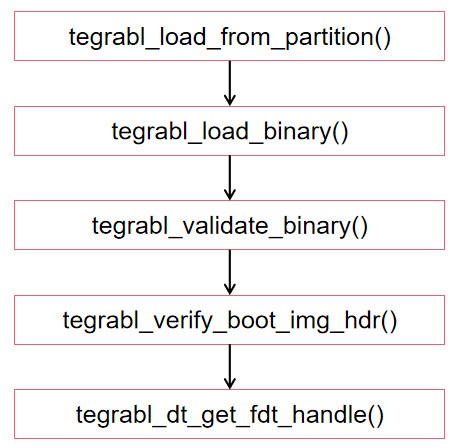 tegrabl_load_from_partition()
tegrabl_load_binary()
tegrabl_validate_binary()
tegrabl_verify_boot_img_hdr()
tegrabl_dt_get_fdt_handle()